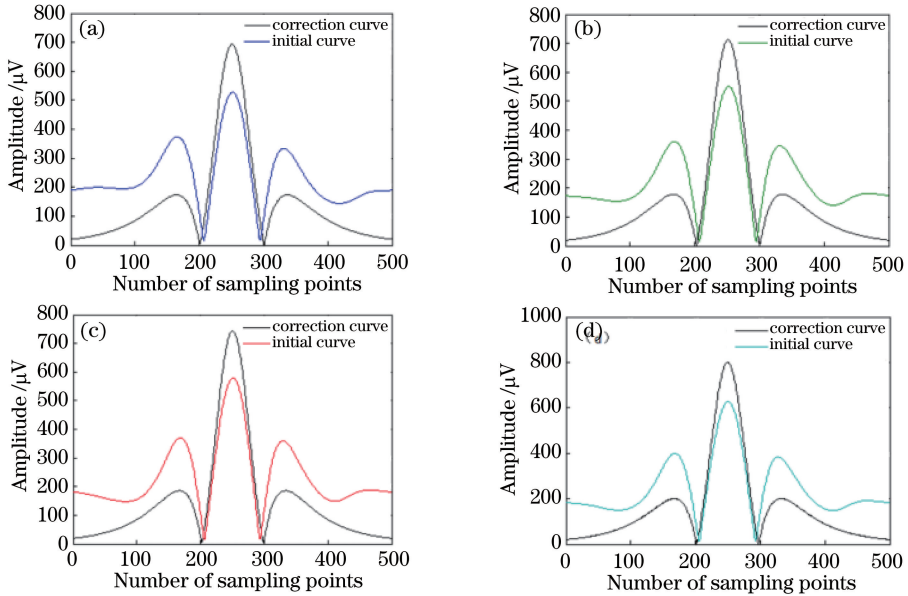 (a)
correction curve
initial curve
Amplitude /μV
800
700
600
500
400
300
200
100
0
0 100 200 300 400 500
Number of sampling points
(b)
correction curve
initial curve
Amplitude /μV
800
700
600
500
400
300
200
100
0
0 100 200 300 400 500
Number of sampling points
(c)
correction curve
initial curve
Amplitude /μV
800
700
600
500
400
300
200
100
0
0 100 200 300 400 500
Number of sampling points
(d)
(d)
correction curve
initial curve
Amplitude /μV
1000
800
600
400
200
0
0 100 200 300 400 500
Number of sampling points